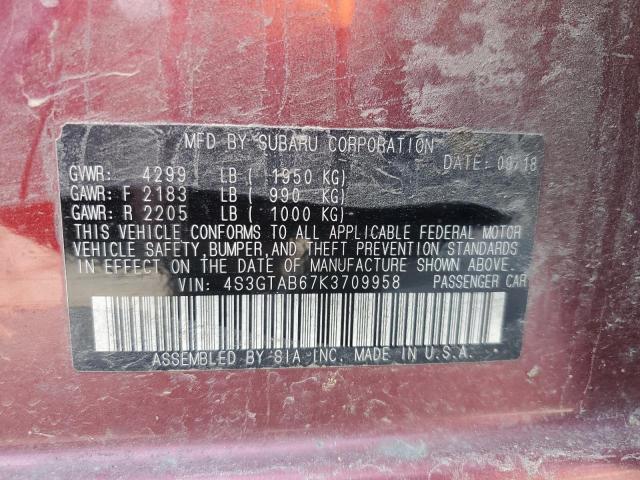 MFD BY SUBARU CORPORATION
DATE: 09/18
GVWR: 4299 LB ( 1950 KG)
GAWR: F 2183 LB ( 990 KG)
GAWR: R 2205 LB ( 1000 KG)
THIS VEHICLE CONFORMS TO ALL APPLICABLE FEDERAL MOTOR
VEHICLE SAFETY, BUMPER, AND THEFT PREVENTION STANDARDS
IN EFFECT ON THE DATE OF MANUFACTURE SHOWN ABOVE.
VIN: 4S3GTAB67K3709958 PASSENGER CAR
ASSEMBLED BY SIA, INC. MADE IN U.S.A.